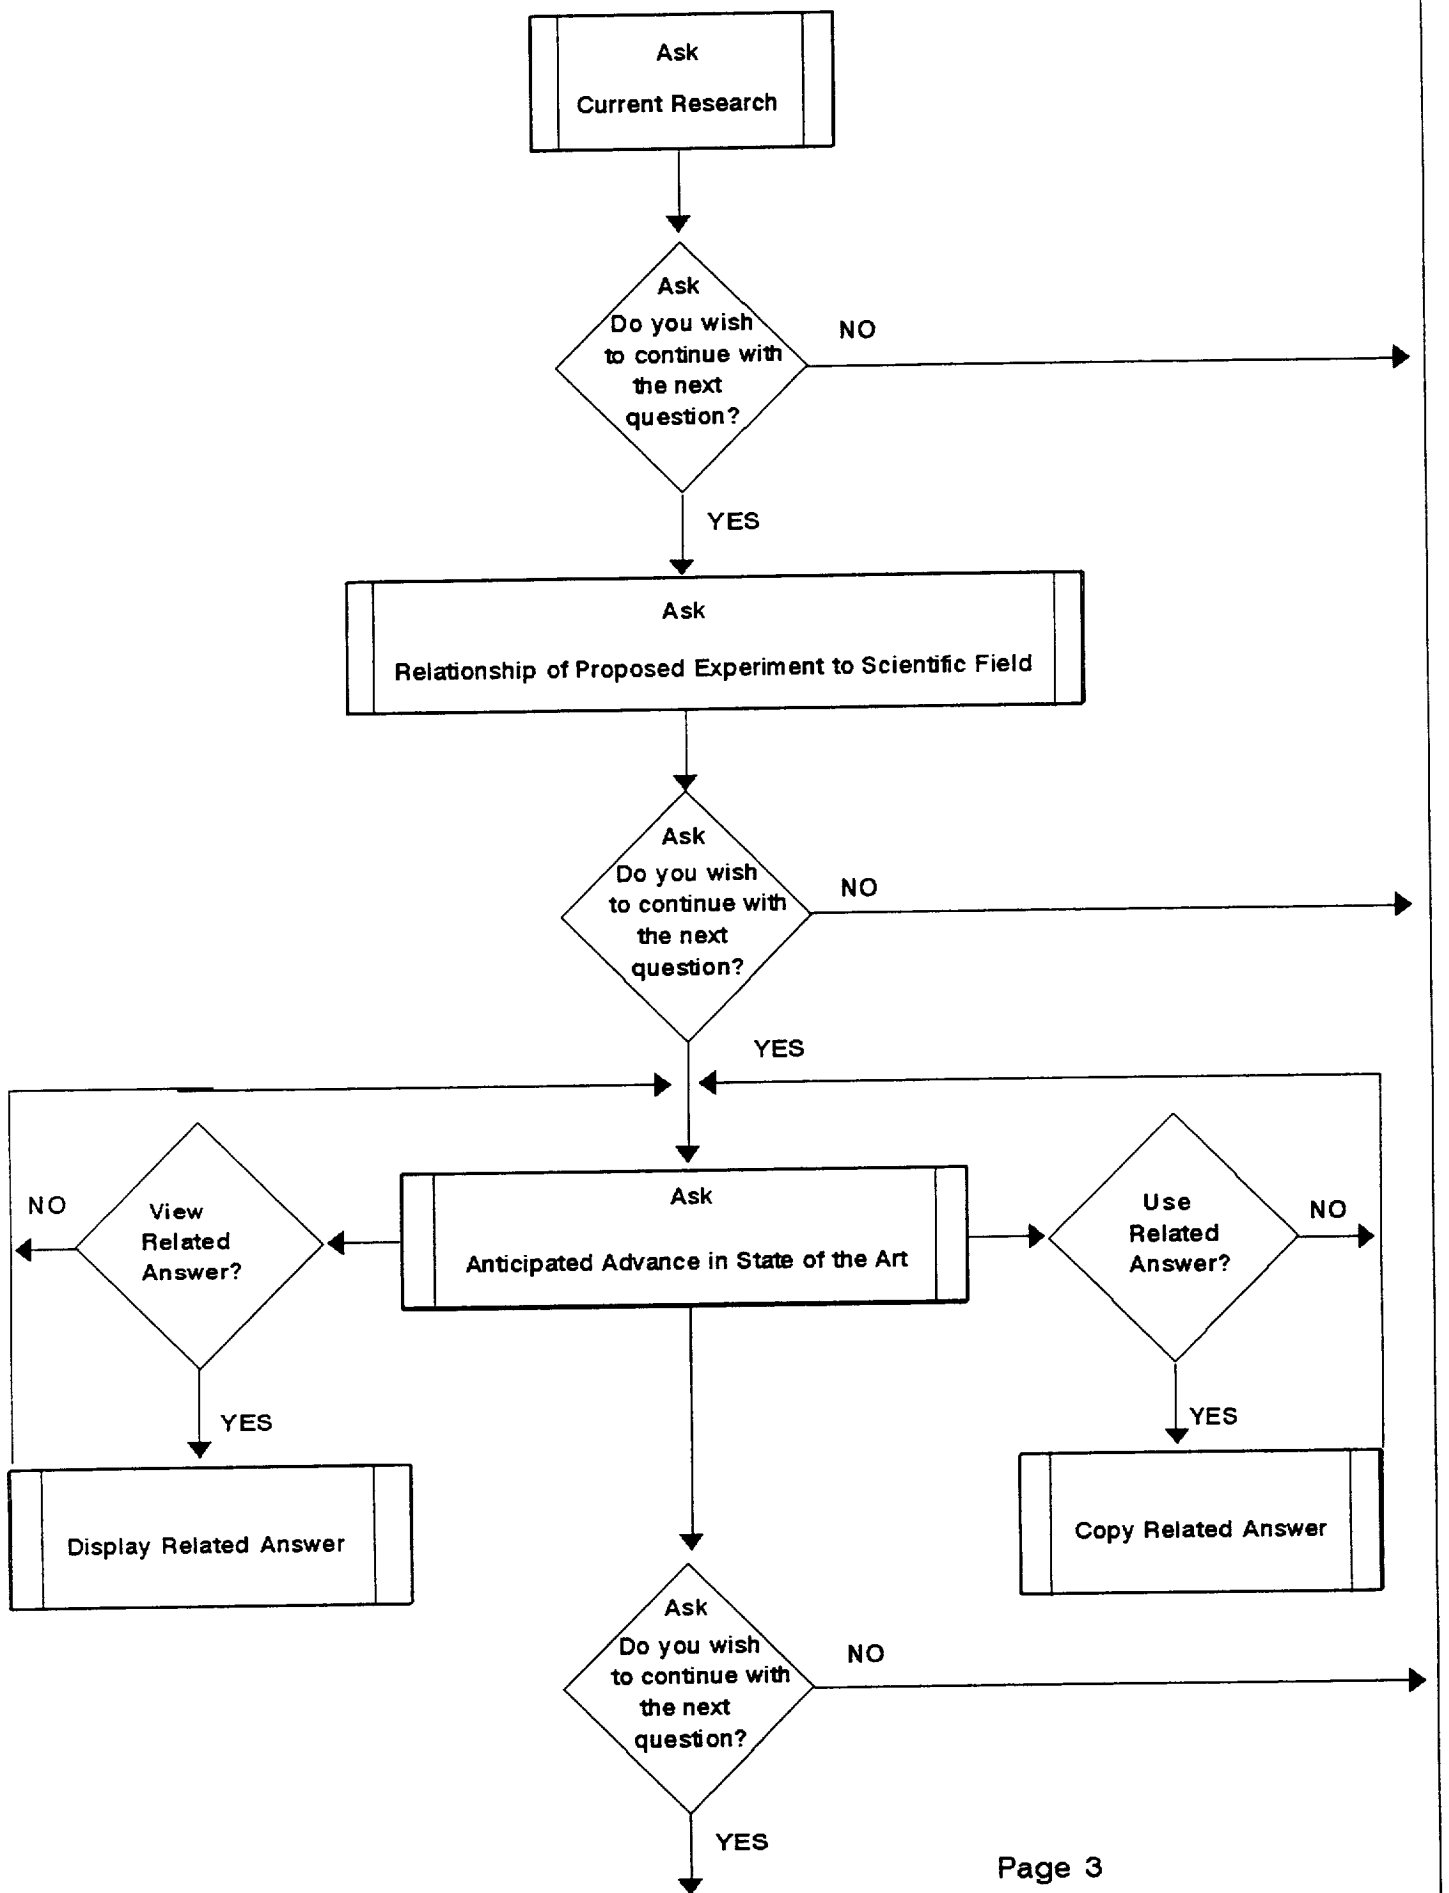 Ask
Current Research
Ask
Do you wish
to continue with
the next
question?
NO
YES
Ask
Relationship of Proposed Experiment to Scientific Field
Ask
Do you wish
to continue with
the next
question?
NO
YES
NO
View
Related
Answer?
YES
Ask
Anticipated Advance in State of the Art
Use
Related
Answer?
NO
YES
Display Related Answer
Copy Related Answer
Ask
Do you wish
to continue with
the next
question?
NO
YES
Page 3